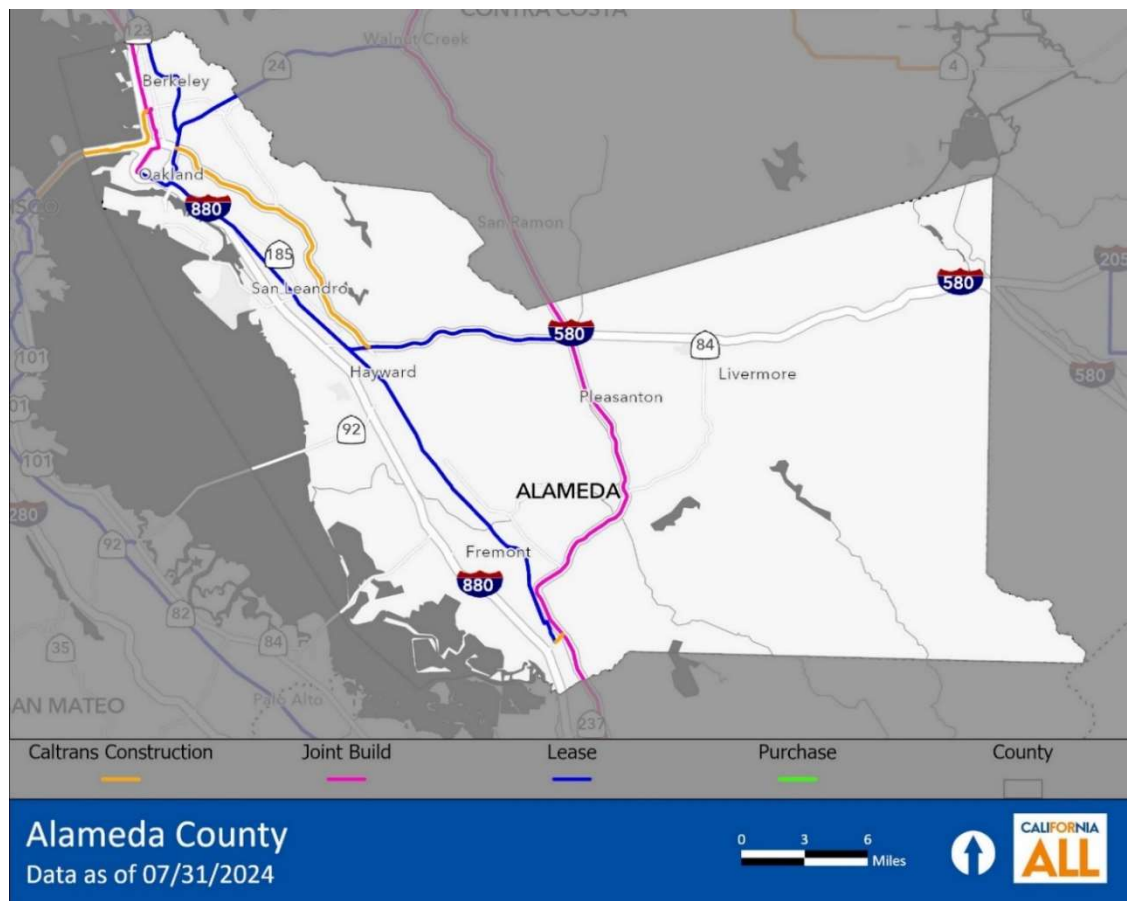 CONTRA COSTA
123
Walnut Creek
24
4
Berkeley
Oakland
880
San Ramon
185
San Leandro
205
580
580
84
580
101
Hayward
Livermore
Pleasanton
92
101
ALAMEDA
280
92
Fremont
880
82
84
35
Palo Alto
AN MATEO
237
Caltrans Construction
Joint Build
Lease
Purchase
County
Alameda County
Data as of 07/31/2024
0 3 6
Miles
CALIFORNIA
ALL